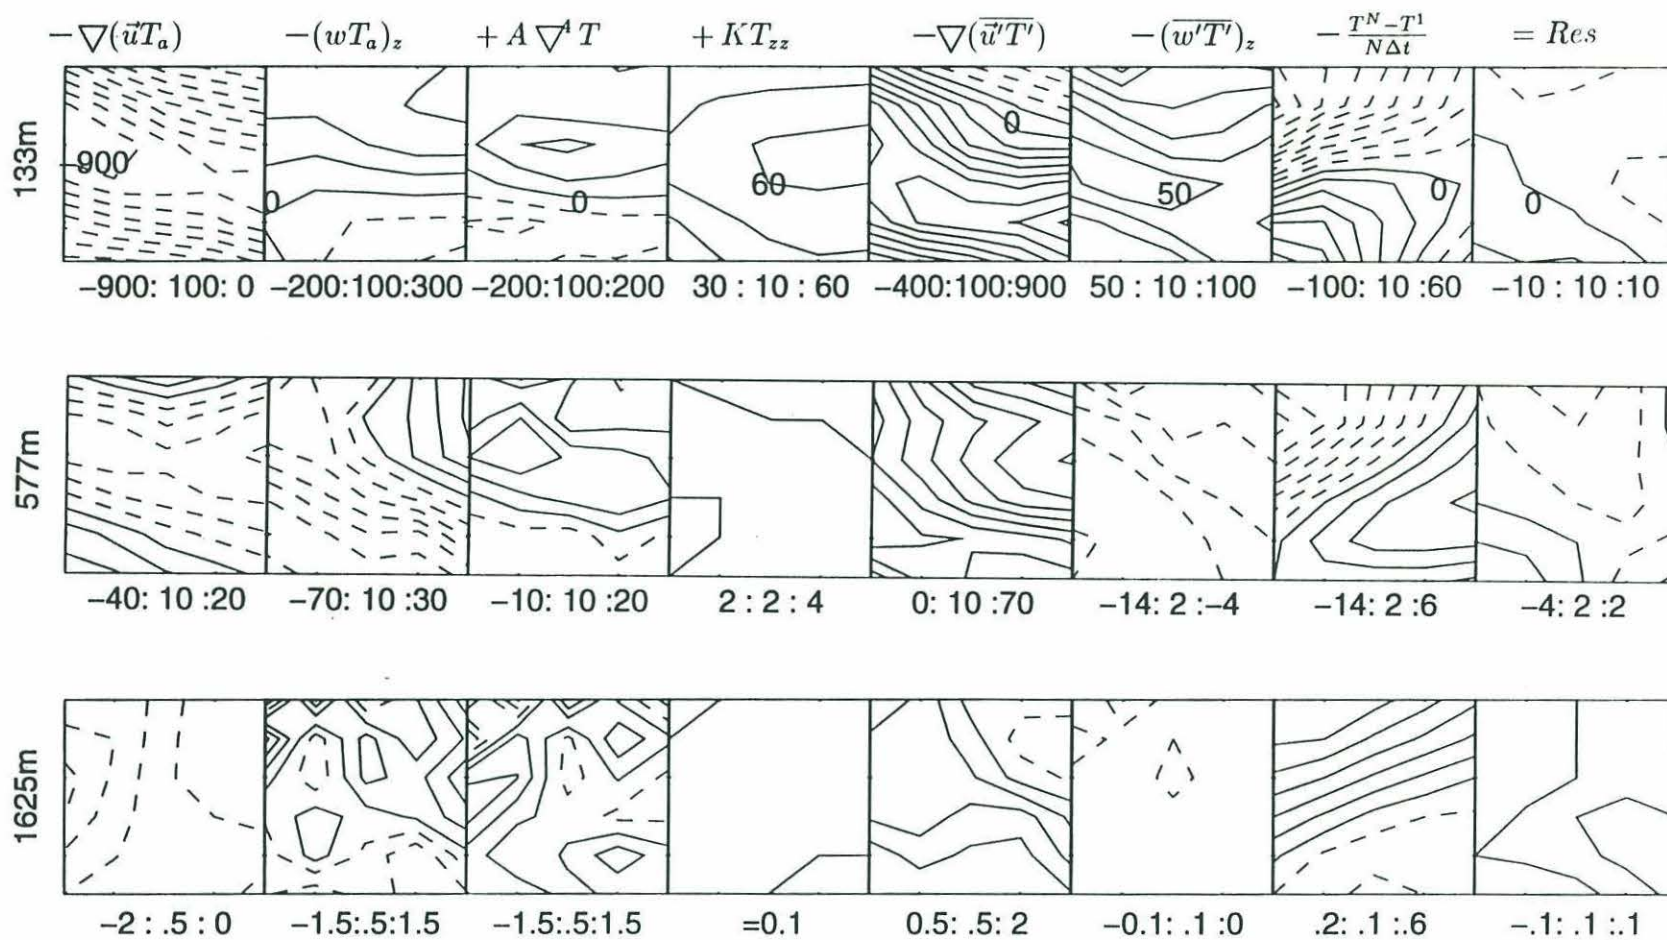 −▽(u⃗Tₐ) −(wTₐ)_z +A▽⁴T +KT_zz −▽(\overline{u⃗'T'}) −(\overline{w'T'})_z −\frac{T^N−T^1}{NΔt} =Res
133m
−900
0
0
60
0
50
0
0
−900: 100: 0 −200:100:300 −200:100:200 30 : 10 : 60 −400:100:900 50 : 10 :100 −100: 10 :60 −10 : 10 :10
577m
−40: 10 :20 −70: 10 :30 −10: 10 :20 2 : 2 : 4 0: 10 :70 −14: 2 :−4 −14: 2 :6 −4: 2 :2
1625m
−2 : .5 : 0 −1.5:.5:1.5 −1.5:.5:1.5 =0.1 0.5: .5: 2 −0.1: .1 :0 .2: .1 :6 −.1: .1 :.1